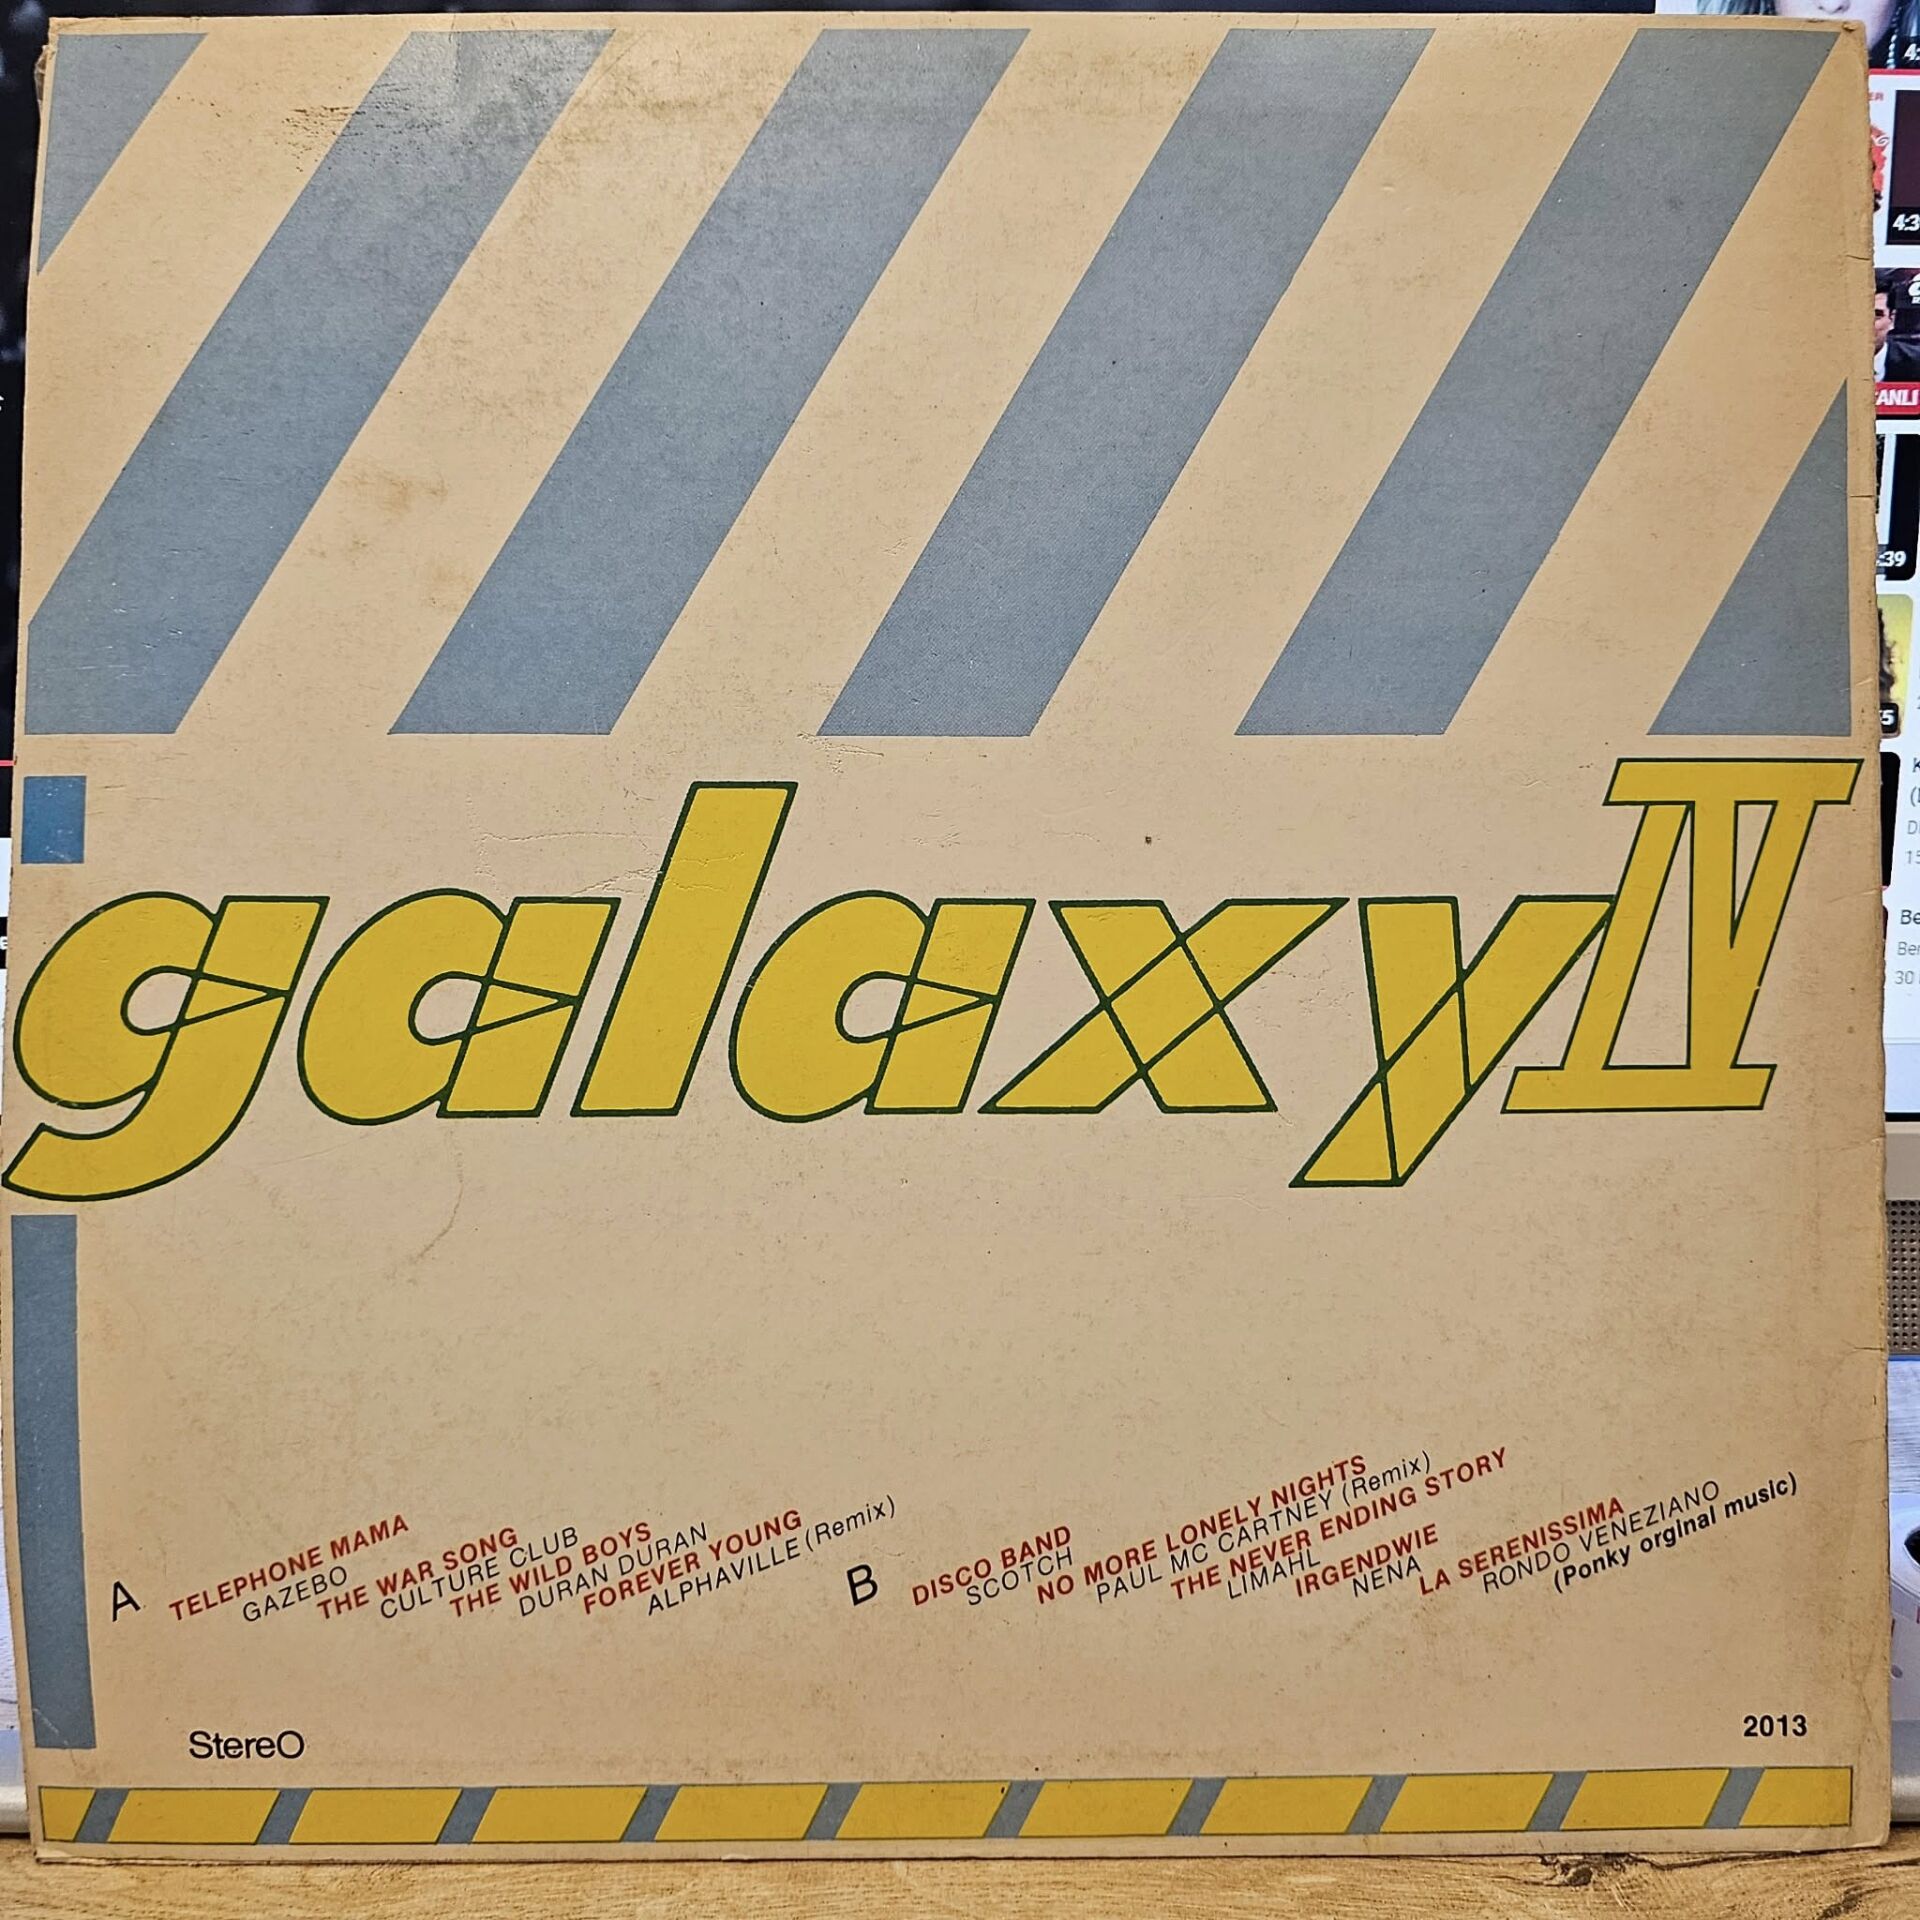 galaxy IV
A
TELEPHONE MAMA
GAZEBO
THE WAR SONG
CULTURE CLUB
THE WILD BOYS
DURAN DURAN
FOREVER YOUNG
ALPHAVILLE (Remix)
B
DISCO BAND
SCOTCH
NO MORE LONELY NIGHTS
PAUL MC CARTNEY (Remix)
THE NEVER ENDING STORY
LIMAHL
IRGENDWIE
NENA
LA SERENISSIMA
RONDO VENEZIANO
(Ponky orginal music)
StereO
2013